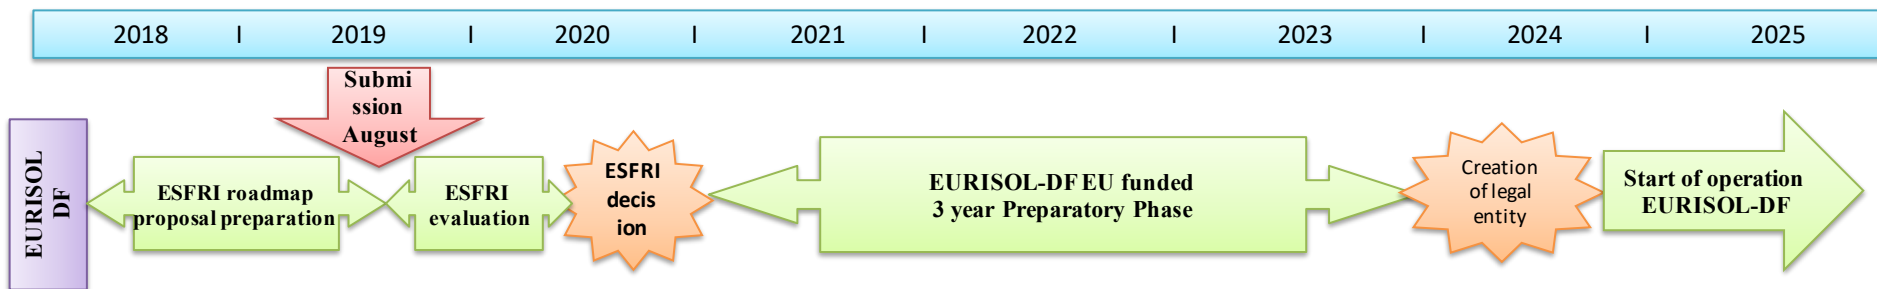 2018 I 2019 I 2020 I 2021 I 2022 I 2023 I 2024 I 2025
Submi
ssion
August
EURISOL
DF
ESFRI roadmap
proposal preparation
ESFRI
evaluation
ESFRI
decis
ion
EURISOL-DF EU funded
3 year Preparatory Phase
Creation
of legal
entity
Start of operation
EURISOL-DF